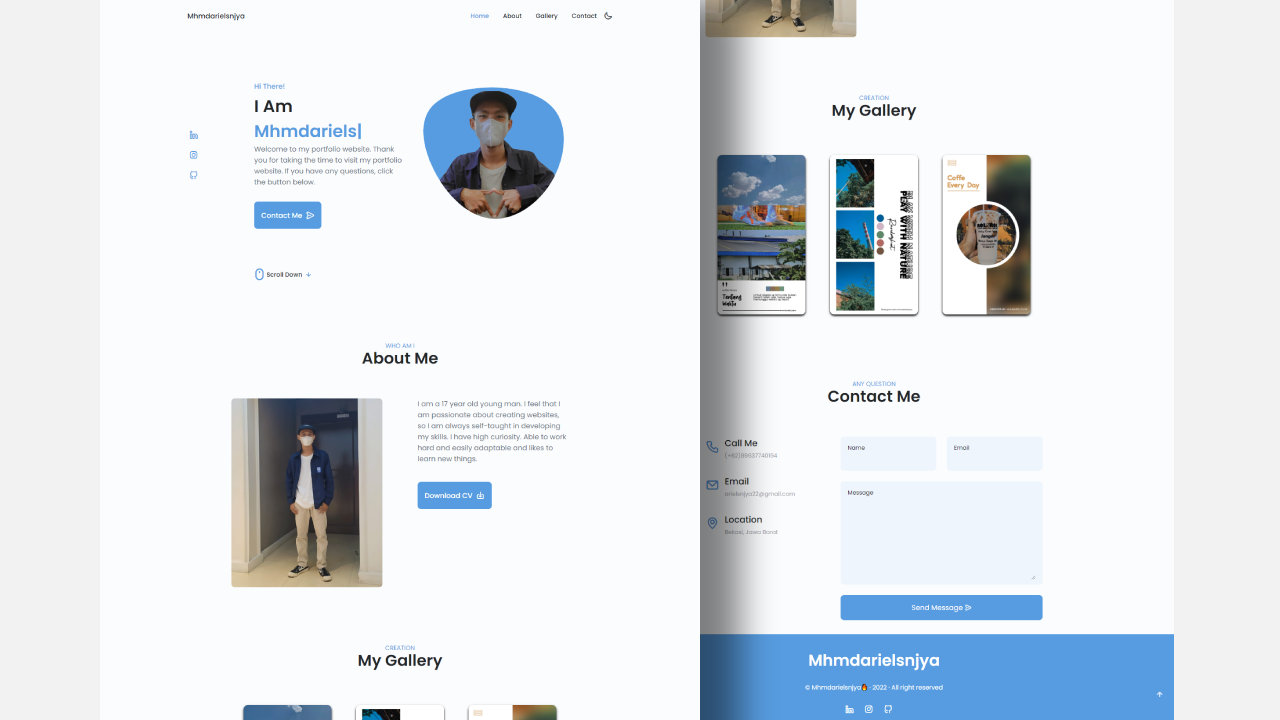 Mhmdarielsnjya
Home About Gallery Contact
Hi There!
I Am
Mhmdariels|
Welcome to my portfolio website. Thank
you for taking the time to visit my portfolio
website. If you have any questions, click
the button below.
Contact Me
Scroll Down
WHO AM I
About Me
I am a 17 year old young man. I feel that I
am passionate about creating websites,
so I am always self-taught in developing
my skills. I have high curiosity. Able to work
hard and easily adaptable and likes to
learn new things.
Download CV
CREATION
My Gallery
CREATION
My Gallery
Tentang
Waktu
PLAY WITH NATURE
Coffe
Every Day
ANY QUESTION
Contact Me
Call Me
(+62)89637740194
Email
arielsnjya22@gmail.com
Location
Bekasi, Jawa Barat
Name
Email
Message
Send Message
Mhmdarielsnjya
© Mhmdarielsnjya🔥 · 2022 · All right reserved